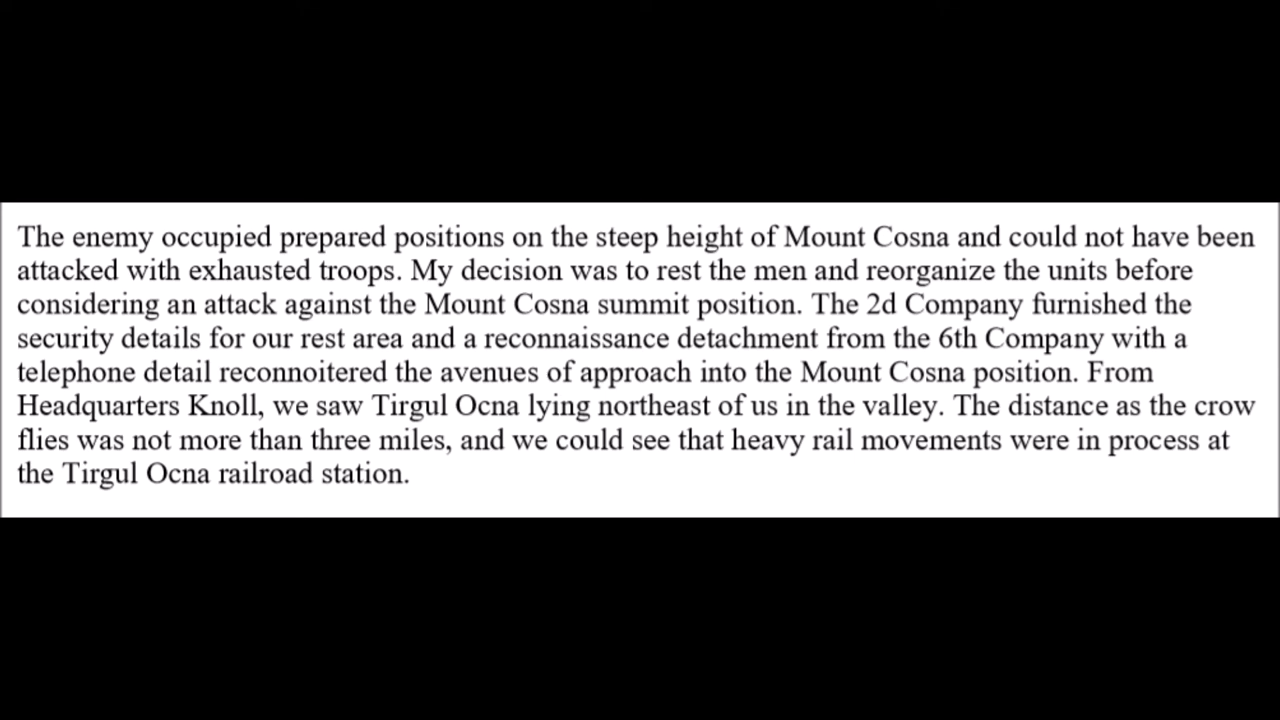 The enemy occupied prepared positions on the steep height of Mount Cosna and could not have been
attacked with exhausted troops. My decision was to rest the men and reorganize the units before
considering an attack against the Mount Cosna summit position. The 2d Company furnished the
security details for our rest area and a reconnaissance detachment from the 6th Company with a
telephone detail reconnoitered the avenues of approach into the Mount Cosna position. From
Headquarters Knoll, we saw Tirgul Ocna lying northeast of us in the valley. The distance as the crow
flies was not more than three miles, and we could see that heavy rail movements were in process at
the Tirgul Ocna railroad station.